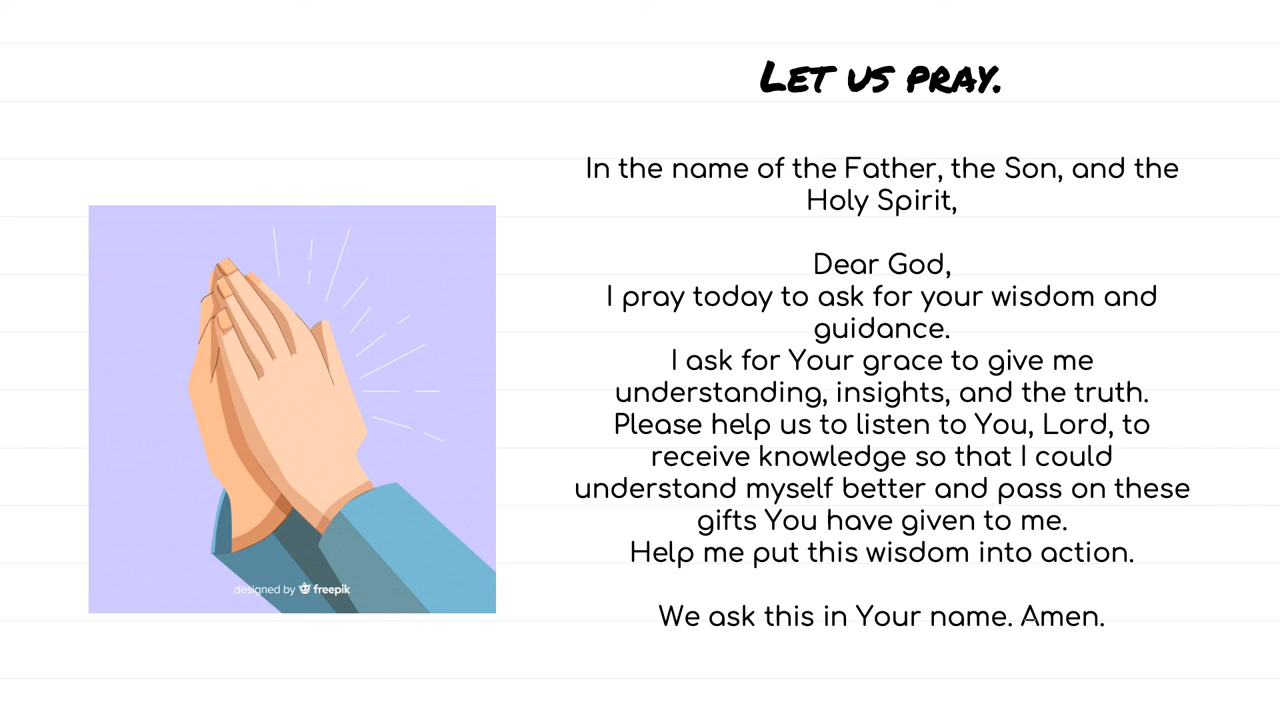 Let us pray.
In the name of the Father, the Son, and the
Holy Spirit,
Dear God,
I pray today to ask for your wisdom and
guidance.
I ask for Your grace to give me
understanding, insights, and the truth.
Please help us to listen to You, Lord, to
receive knowledge so that I could
understand myself better and pass on these
gifts You have given to me.
Help me put this wisdom into action.
We ask this in Your name. Amen.
designed by freepik